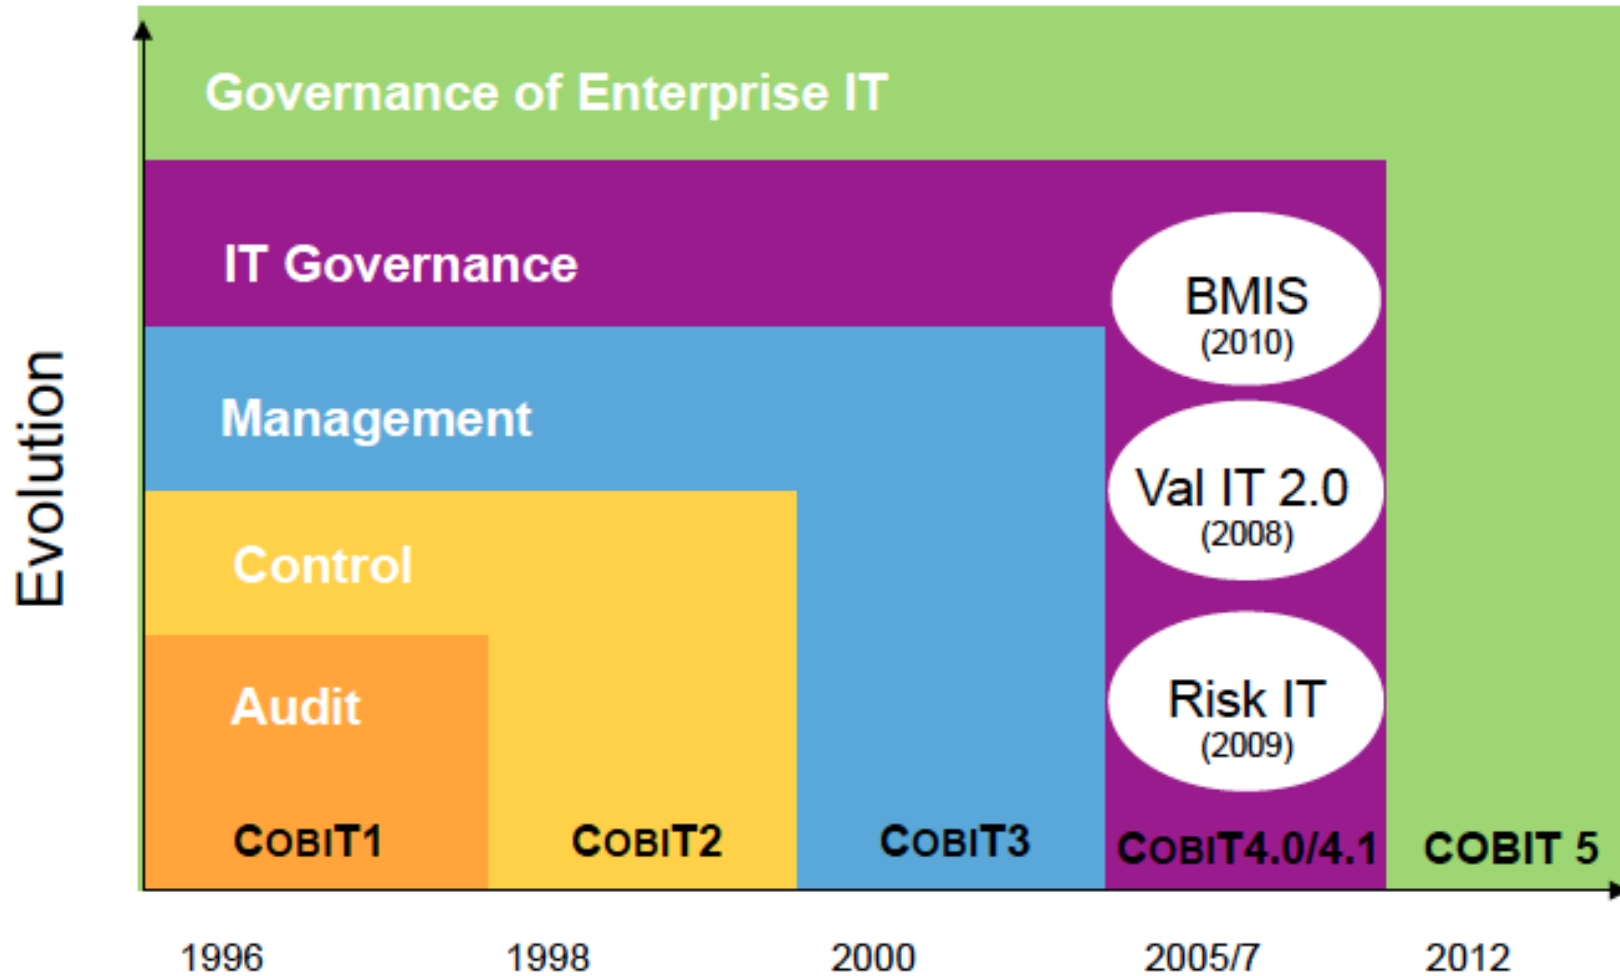 Governance of Enterprise IT
IT Governance
BMIS
(2010)
Management
Val IT 2.0
(2008)
Control
Audit
Risk IT
(2009)
COBIT1
COBIT2
COBIT3
COBIT4.0/4.1
COBIT 5
1996
1998
2000
2005/7
2012
Evolution